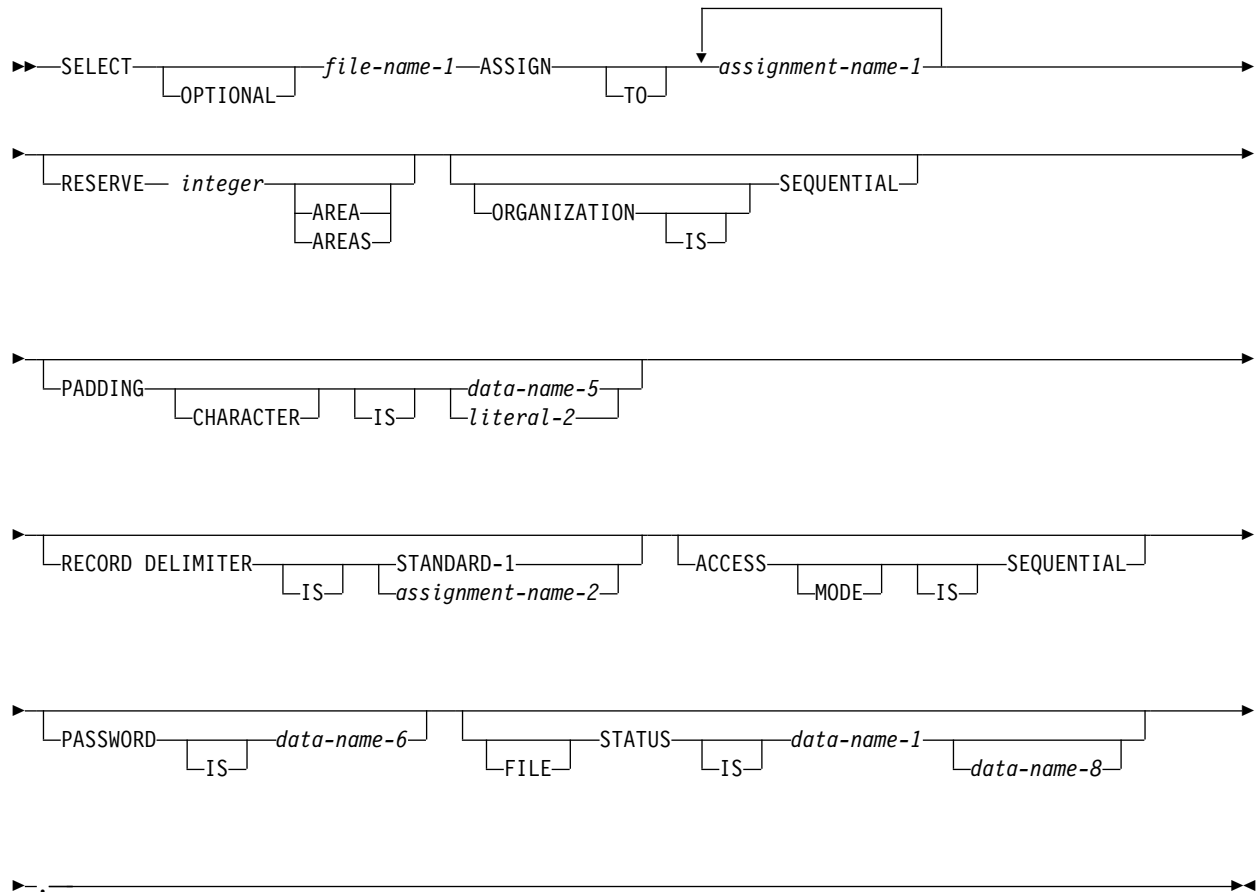 SELECT file-name-1 ASSIGN assignment-name-1
OPTIONAL TO
RESERVE integer SEQUENTIAL
AREA ORGANIZATION
AREAS IS
PADDING data-name-5
CHARACTER IS literal-2
RECORD DELIMITER STANDARD-1 ACCESS SEQUENTIAL
IS assignment-name-2 MODE IS
PASSWORD data-name-6 STATUS data-name-1
IS FILE IS data-name-8
.